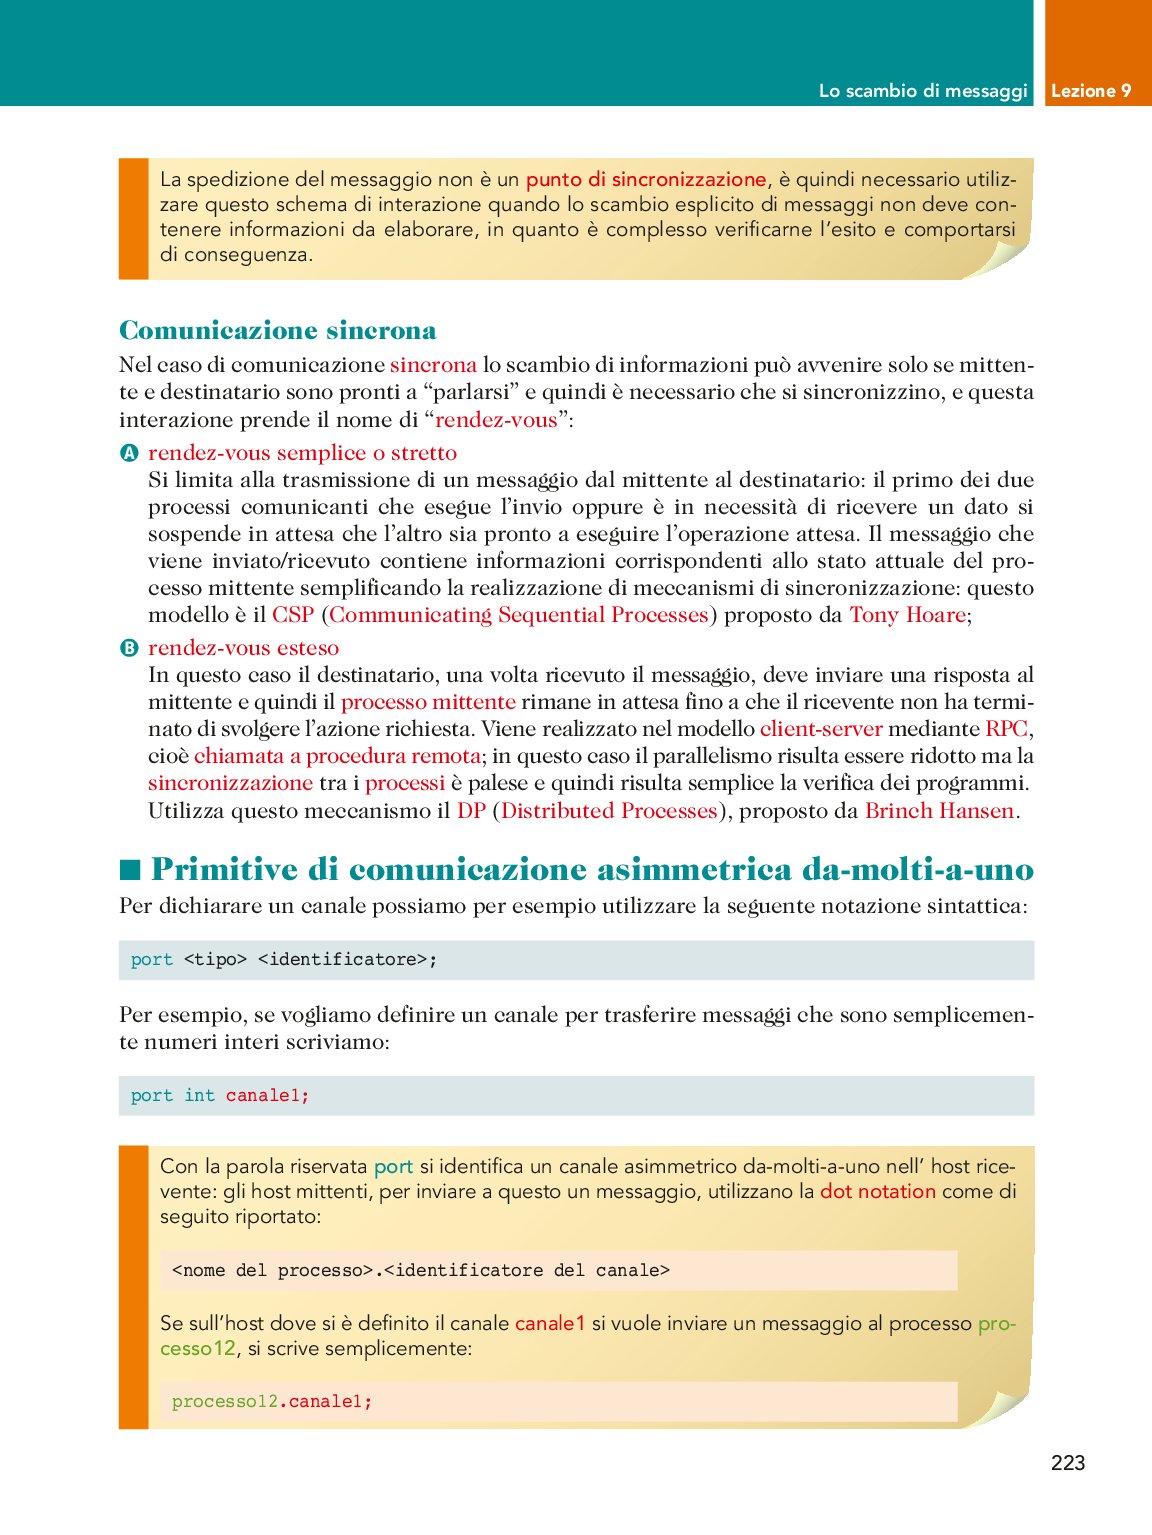 Lo scambio di messaggi Lezione 9
La spedizione del messaggio non è un punto di sincronizzazione, è quindi necessario utiliz-
zare questo schema di interazione quando lo scambio esplicito di messaggi non deve con-
tenere informazioni da elaborare, in quanto è complesso verificarne l'esito e comportarsi
di conseguenza.
Comunicazione sincrona
Nel caso di comunicazione sincrona lo scambio di informazioni può avvenire solo se mitten-
te e destinatario sono pronti a “parlarsi” e quindi è necessario che si sincronizzino, e questa
interazione prende il nome di “rendez-vous”:
A rendez-vous semplice o stretto
Si limita alla trasmissione di un messaggio dal mittente al destinatario: il primo dei due
processi comunicanti che esegue l'invio oppure è in necessità di ricevere un dato si
sospende in attesa che l'altro sia pronto a eseguire l'operazione attesa. Il messaggio che
viene inviato/ricevuto contiene informazioni corrispondenti allo stato attuale del pro-
cesso mittente semplificando la realizzazione di meccanismi di sincronizzazione: questo
modello è il CSP (Communicating Sequential Processes) proposto da Tony Hoare;
B rendez-vous esteso
In questo caso il destinatario, una volta ricevuto il messaggio, deve inviare una risposta al
mittente e quindi il processo mittente rimane in attesa fino a che il ricevente non ha termi-
nato di svolgere l'azione richiesta. Viene realizzato nel modello client-server mediante RPC,
cioè chiamata a procedura remota; in questo caso il parallelismo risulta essere ridotto ma la
sincronizzazione tra i processi è palese e quindi risulta semplice la verifica dei programmi.
Utilizza questo meccanismo il DP (Distributed Processes), proposto da Brinch Hansen.
■ Primitive di comunicazione asimmetrica da-molti-a-uno
Per dichiarare un canale possiamo per esempio utilizzare la seguente notazione sintattica:
port <tipo> <identificatore>;
Per esempio, se vogliamo definire un canale per trasferire messaggi che sono semplicemen-
te numeri interi scriviamo:
port int canale1;
Con la parola riservata port si identifica un canale asimmetrico da-molti-a-uno nell' host rice-
vente: gli host mittenti, per inviare a questo un messaggio, utilizzano la dot notation come di
seguito riportato:
<nome del processo>.<identificatore del canale>
Se sull'host dove si è definito il canale canale1 si vuole inviare un messaggio al processo pro-
cesso12, si scrive semplicemente:
processo12.canale1;
223